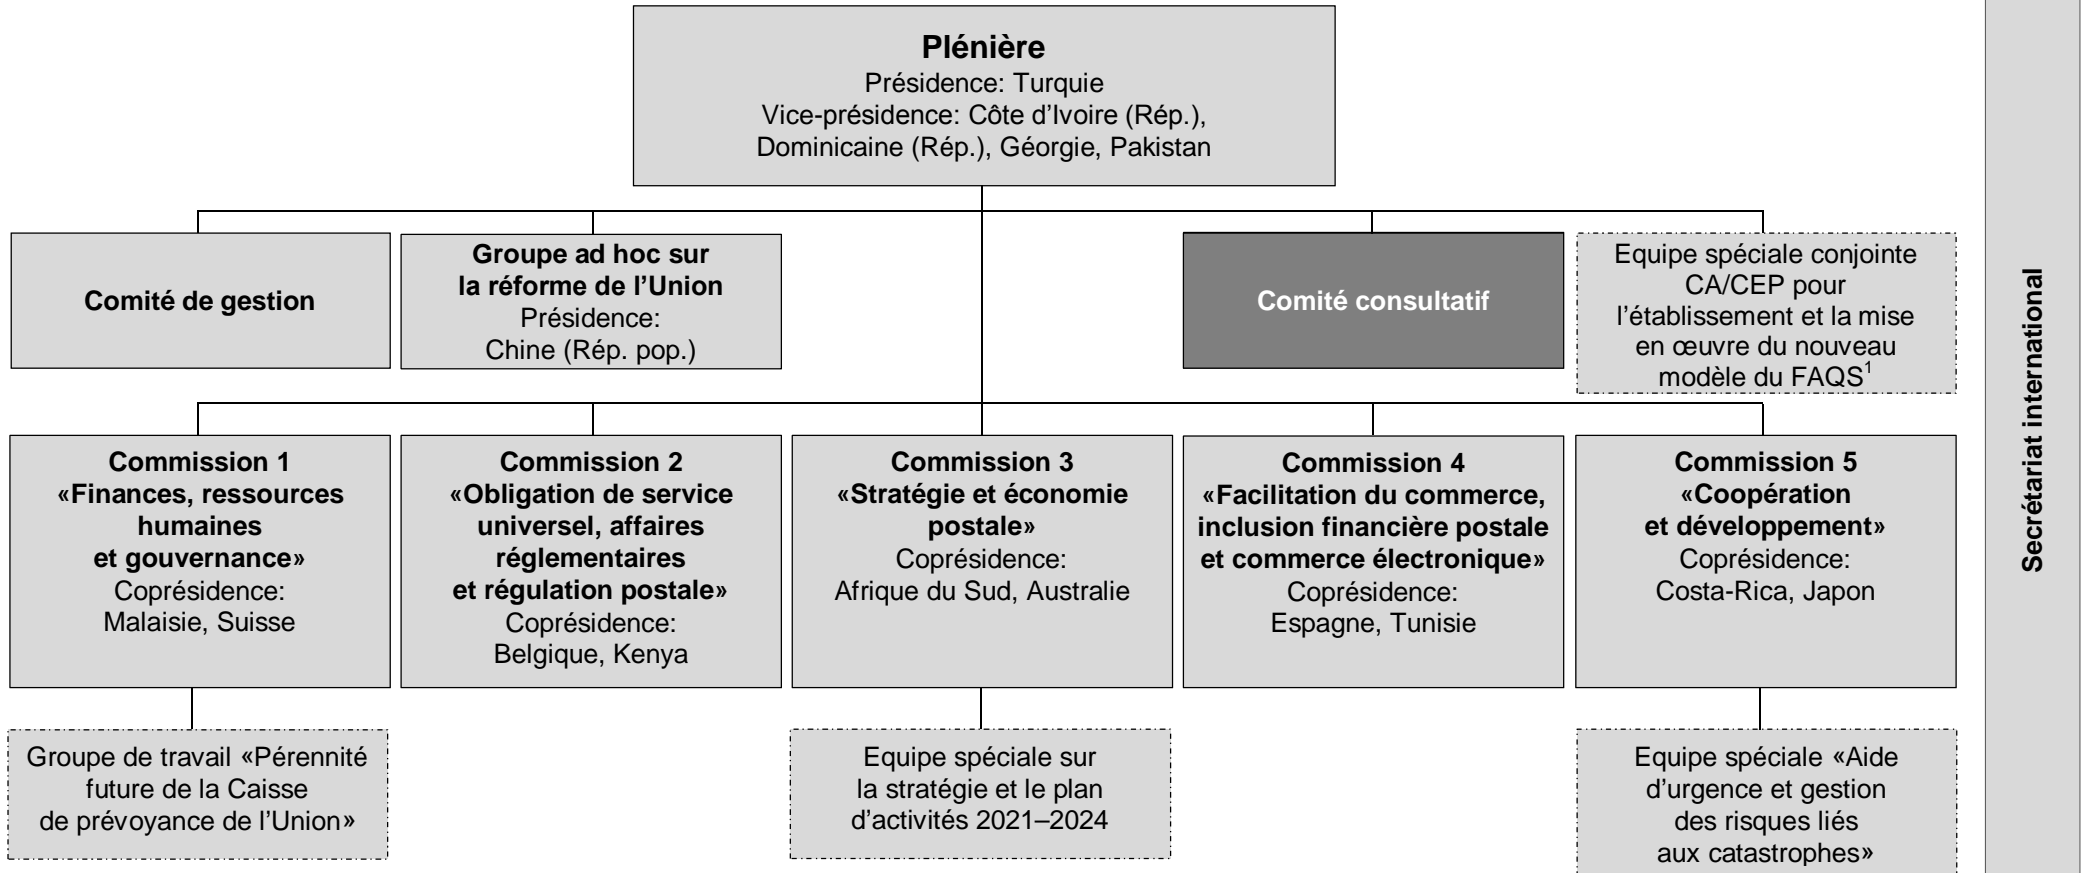 Plénière
Présidence: Turquie
Vice-présidence: Côte d’Ivoire (Rép.),
Dominicaine (Rép.), Géorgie, Pakistan
Comité de gestion
Groupe ad hoc sur
la réforme de l’Union
Présidence:
Chine (Rép. pop.)
Comité consultatif
Equipe spéciale conjointe
CA/CEP pour
l’établissement et la mise
en œuvre du nouveau
modèle du FAQS¹
Commission 1
«Finances, ressources
humaines
et gouvernance»
Coprésidence:
Malaisie, Suisse
Commission 2
«Obligation de service
universel, affaires
réglementaires
et régulation postale»
Coprésidence:
Belgique, Kenya
Commission 3
«Stratégie et économie
postale»
Coprésidence:
Afrique du Sud, Australie
Commission 4
«Facilitation du commerce,
inclusion financière postale
et commerce électronique»
Coprésidence:
Espagne, Tunisie
Commission 5
«Coopération
et développement»
Coprésidence:
Costa-Rica, Japon
Groupe de travail «Pérennité
future de la Caisse
de prévoyance de l’Union»
Equipe spéciale sur
la stratégie et le plan
d’activités 2021–2024
Equipe spéciale «Aide
d’urgence et gestion
des risques liés
aux catastrophes»
Secrétariat international